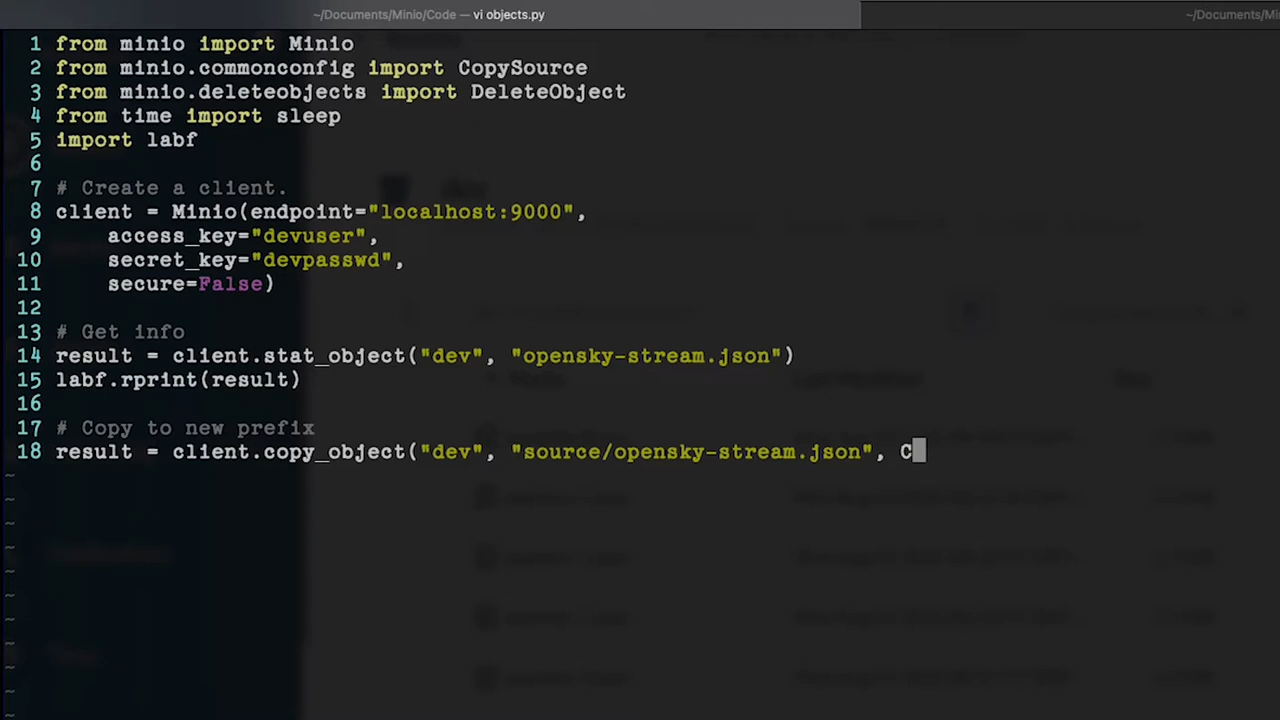 ~/Documents/Minio/Code — vi objects.py
~/Documents/Min
1 from minio import Minio
2 from minio.commonconfig import CopySource
3 from minio.deleteobjects import DeleteObject
4 from time import sleep
5 import labf
6
7 # Create a client.
8 client = Minio(endpoint="localhost:9000",
9 access_key="devuser",
10 secret_key="devpasswd",
11 secure=False)
12
13 # Get info
14 result = client.stat_object("dev", "opensky-stream.json")
15 labf.rprint(result)
16
17 # Copy to new prefix
18 result = client.copy_object("dev", "source/opensky-stream.json", C
~
~
~
~
~
~
~
~
~
~